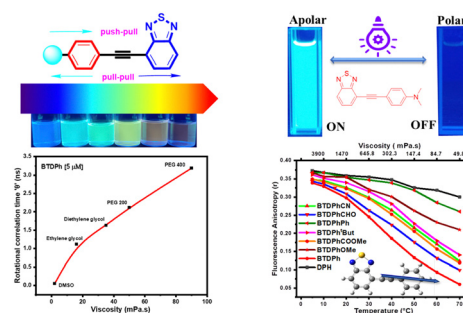 push-pull
pull-pull
N
S
N
Apolar
Polar
ON
OFF
N
S
N
N
Rotational correlation time 'θ' (ns)
BTDPh [5 μM]
PEG 400
PEG 200
Diethylene glycol
Ethylene glycol
DMSO
0.0
0.5
1.0
1.5
2.0
2.5
3.0
3.5
0
20
40
60
80
100
Viscosity (mPa.s)
Viscosity (mPa.s)
3900
1470
645.8
302.3
147.4
84.7
49.8
Fluorescence Anisotropy (r)
0.40
0.35
0.30
0.25
0.20
0.15
0.10
0.05
0.00
BTDPhCN
BTDPhCHO
BTDPhPh
BTDPhᵗBut
BTDPhCOOMe
BTDPhOMe
BTDPh
DPH
0
10
20
30
40
50
60
70
Temperature (°C)